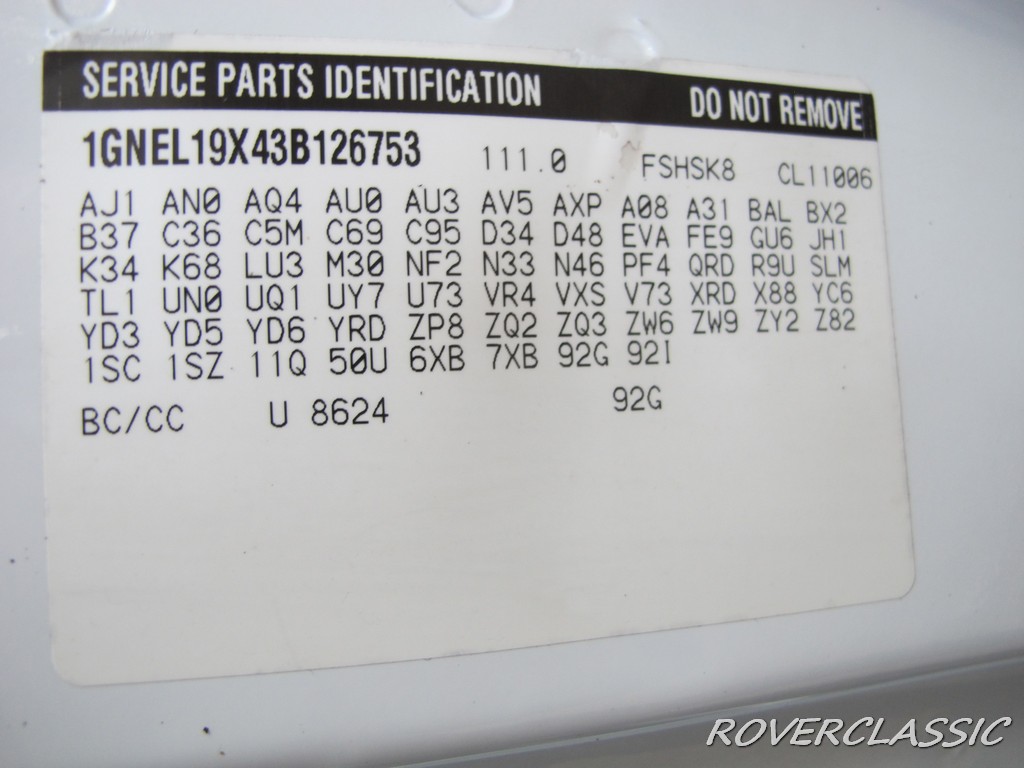 SERVICE PARTS IDENTIFICATION DO NOT REMOVE
1GNEL19X43B126753 111.0 FSHSK8 CL11006
AJ1 AN0 AQ4 AU0 AU3 AV5 AXP A08 A31 BAL BX2
B37 C36 C5M C69 C95 D34 D48 EVA FE9 GU6 JH1
K34 K68 LU3 M30 NF2 N33 N46 PF4 QRD R9U SLM
TL1 UN0 UQ1 UY7 U73 VR4 VXS V73 XRD X88 YC6
YD3 YD5 YD6 YRD ZP8 ZQ2 ZQ3 ZW6 ZW9 ZY2 Z82
1SC 1SZ 11Q 50U 6XB 7XB 92G 92I
BC/CC U 8624 92G
ROVERCLASSIC